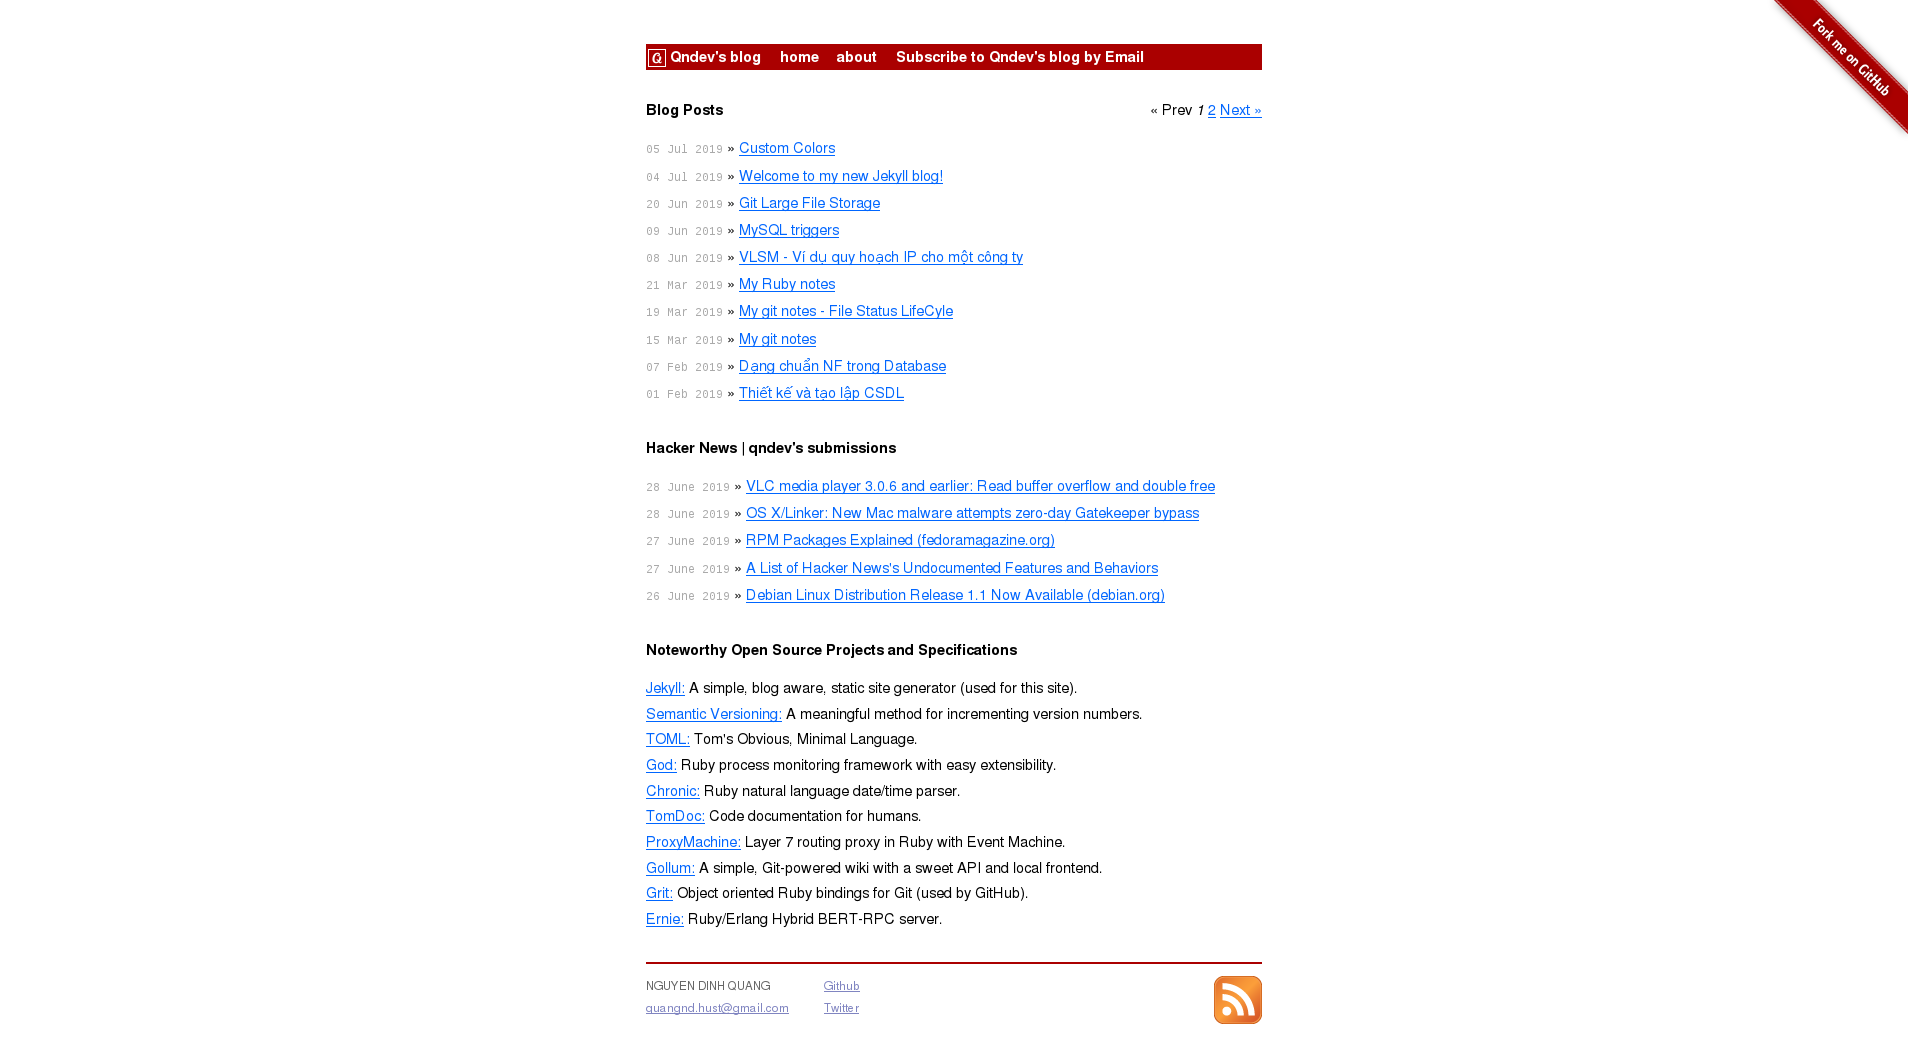 Q Qndev's blog home about Subscribe to Qndev's blog by Email
Fork me on GitHub
Blog Posts « Prev 1 2 Next »
05 Jul 2019 » Custom Colors
04 Jul 2019 » Welcome to my new Jekyll blog!
20 Jun 2019 » Git Large File Storage
09 Jun 2019 » MySQL triggers
08 Jun 2019 » VLSM - Ví dụ quy hoạch IP cho một công ty
21 Mar 2019 » My Ruby notes
19 Mar 2019 » My git notes - File Status LifeCyle
15 Mar 2019 » My git notes
07 Feb 2019 » Dạng chuẩn NF trong Database
01 Feb 2019 » Thiết kế và tạo lập CSDL
Hacker News | qndev's submissions
28 June 2019 » VLC media player 3.0.6 and earlier: Read buffer overflow and double free
28 June 2019 » OS X/Linker: New Mac malware attempts zero-day Gatekeeper bypass
27 June 2019 » RPM Packages Explained (fedoramagazine.org)
27 June 2019 » A List of Hacker News's Undocumented Features and Behaviors
26 June 2019 » Debian Linux Distribution Release 1.1 Now Available (debian.org)
Noteworthy Open Source Projects and Specifications
Jekyll: A simple, blog aware, static site generator (used for this site).
Semantic Versioning: A meaningful method for incrementing version numbers.
TOML: Tom's Obvious, Minimal Language.
God: Ruby process monitoring framework with easy extensibility.
Chronic: Ruby natural language date/time parser.
TomDoc: Code documentation for humans.
ProxyMachine: Layer 7 routing proxy in Ruby with Event Machine.
Gollum: A simple, Git-powered wiki with a sweet API and local frontend.
Grit: Object oriented Ruby bindings for Git (used by GitHub).
Ernie: Ruby/Erlang Hybrid BERT-RPC server.
NGUYEN DINH QUANG Github
quangnd.hust@gmail.com Twitter